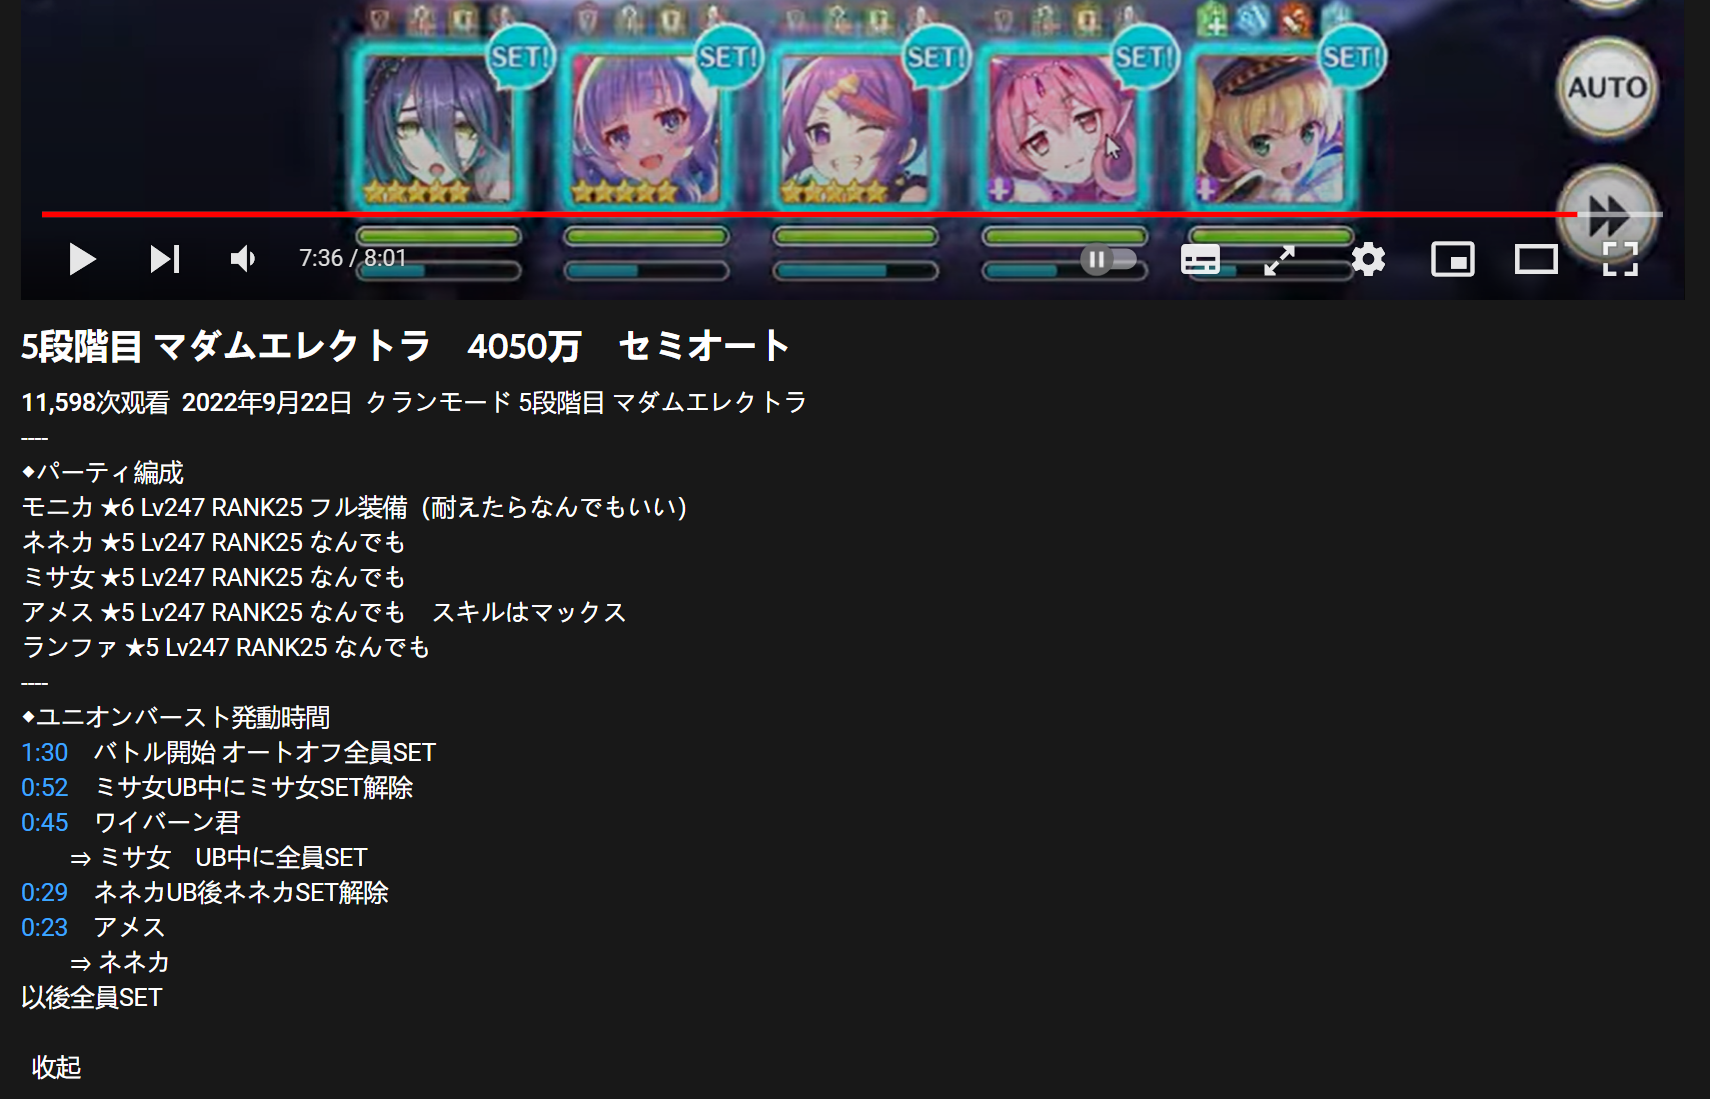 SET! SET! SET! SET! SET!
AUTO
7:36 / 8:01
5段階目 マダムエレクトラ　4050万　セミオート
11,598次观看 2022年9月22日 クランモード 5段階目 マダムエレクトラ
----
◆パーティ編成
モニカ ★6 Lv247 RANK25 フル装備（耐えたらなんでもいい）
ネネカ ★5 Lv247 RANK25 なんでも
ミサ女 ★5 Lv247 RANK25 なんでも
アメス ★5 Lv247 RANK25 なんでも　スキルはマックス
ランファ ★5 Lv247 RANK25 なんでも
----
◆ユニオンバースト発動時間
1:30　バトル開始 オートオフ全員SET
0:52　ミサ女UB中にミサ女SET解除
0:45　ワイバーン君
　　⇒ ミサ女　UB中に全員SET
0:29　ネネカUB後ネネカSET解除
0:23　アメス
　　⇒ ネネカ
以後全員SET
收起